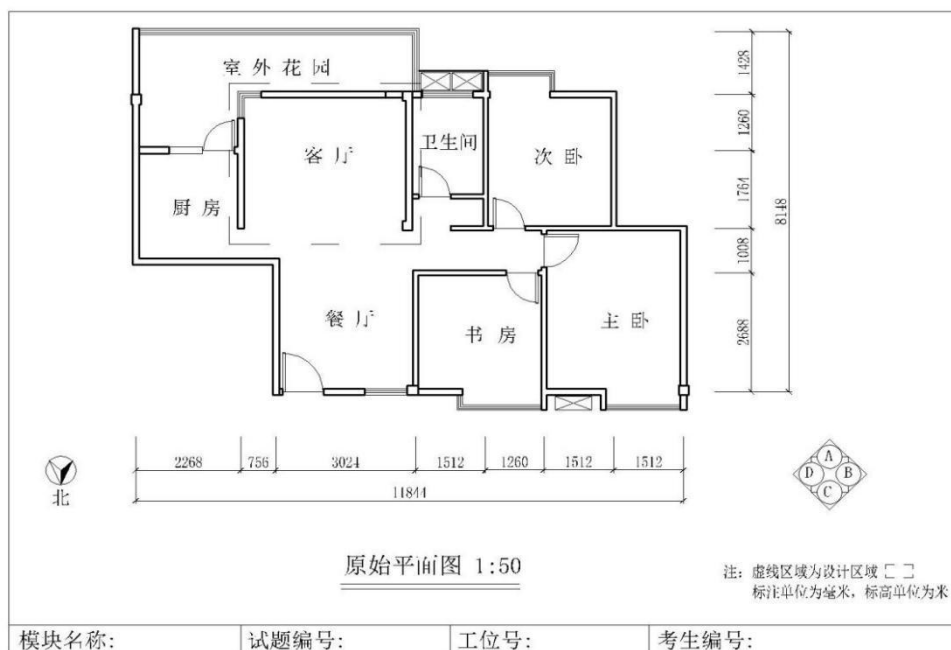 室外花园
客厅
卫生间
次卧
厨房
餐厅
书房
主卧
1428
1260
1764
1008
2688
8148
2268
756
3024
1512
1260
1512
1512
11844
北
A
D
B
C
原始平面图 1:50
注: 虚线区域为设计区域
标注单位为毫米, 标高单位为米
模块名称:
试题编号:
工位号:
考生编号: